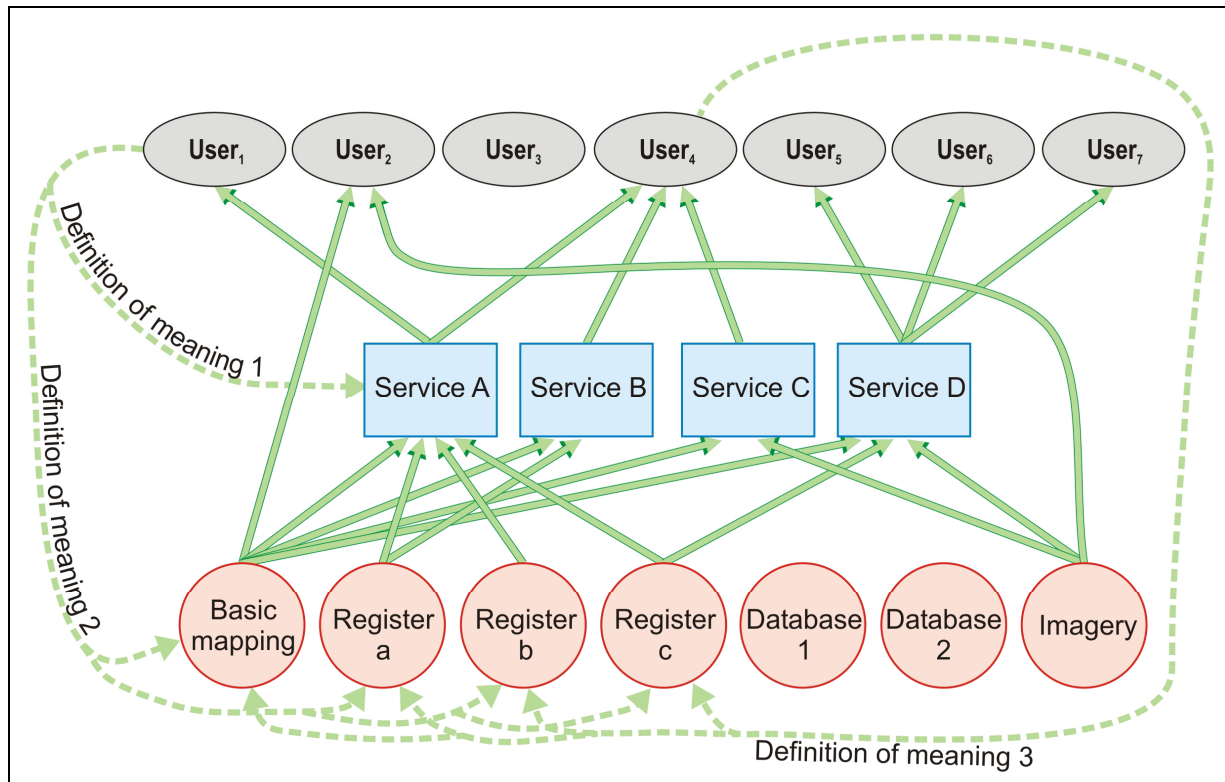 User1
User2
User3
User4
User5
User6
User7
Definition of meaning 1
Service A
Service B
Service C
Service D
Definition of meaning 2
Basic
mapping
Register
a
Register
b
Register
c
Database
1
Database
2
Imagery
Definition of meaning 3